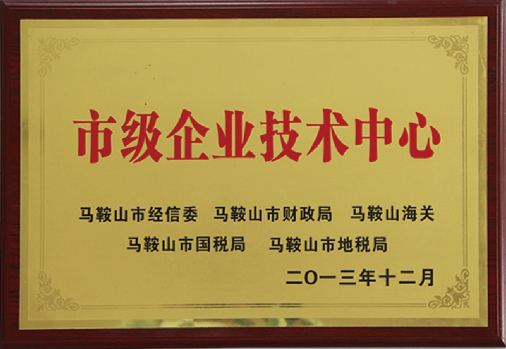 市级企业技术中心
马鞍山市经信委 马鞍山市财政局 马鞍山海关
马鞍山市国税局 马鞍山市地税局
二〇一三年十二月